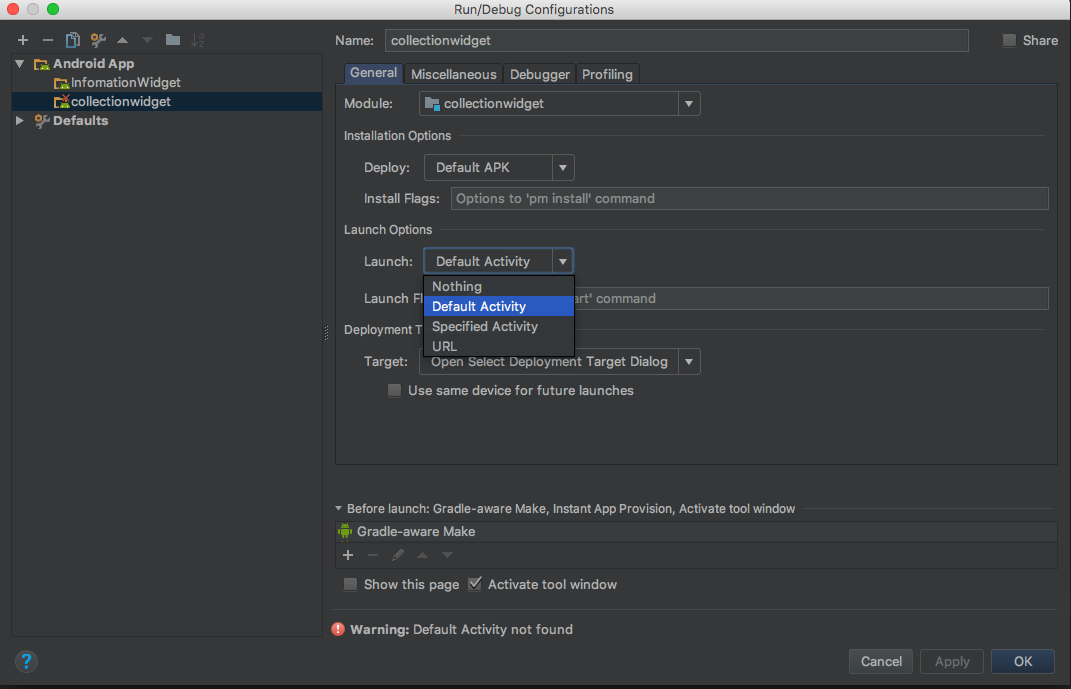 Run/Debug Configurations
Name: collectionwidget Share
Android App
InfomationWidget
collectionwidget
Defaults
General Miscellaneous Debugger Profiling
Module: collectionwidget
Installation Options
Deploy: Default APK
Install Flags: Options to 'pm install' command
Launch Options
Launch: Default Activity
Nothing
Default Activity
Specified Activity
URL
Launch Fl art' command
Deployment T
Target: Open Select Deployment Target Dialog
Use same device for future launches
Before launch: Gradle-aware Make, Instant App Provision, Activate tool window
Gradle-aware Make
Show this page Activate tool window
Warning: Default Activity not found
? Cancel Apply OK